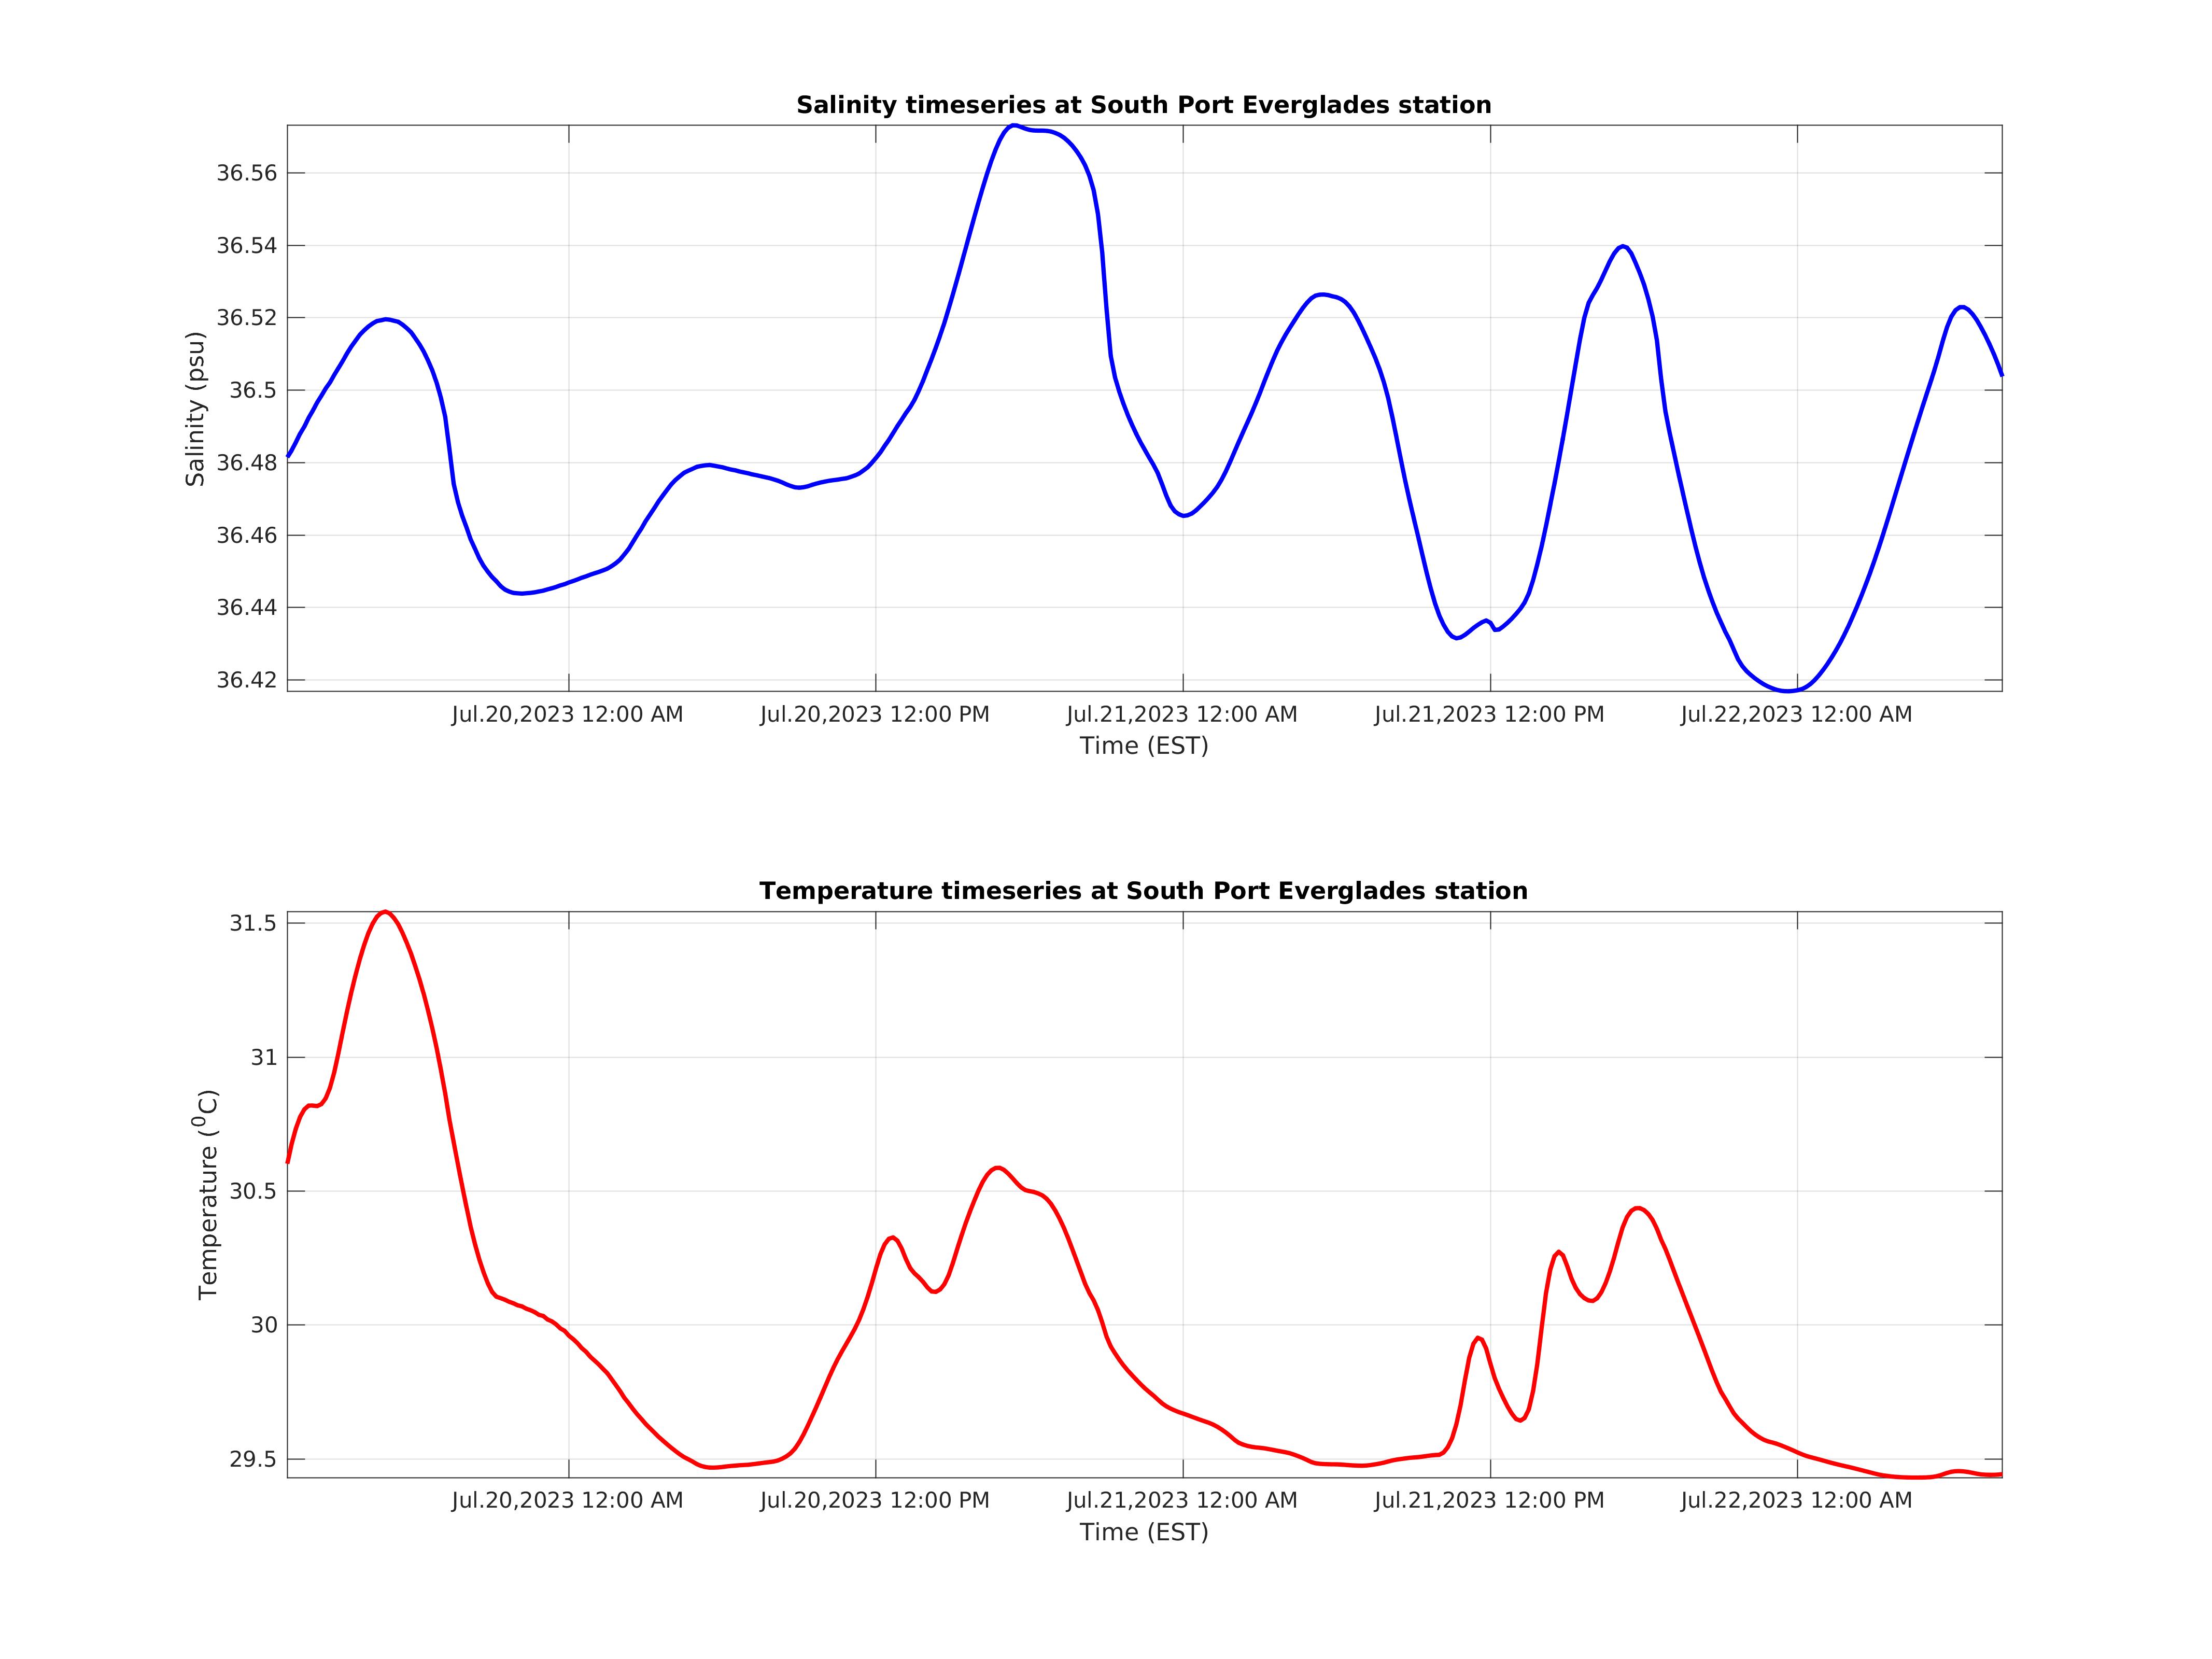 Salinity timeseries at South Port Everglades station
36.56
36.54
36.52
36.5
36.48
36.46
36.44
36.42
Salinity (psu)
Jul.20,2023 12:00 AM Jul.20,2023 12:00 PM Jul.21,2023 12:00 AM Jul.21,2023 12:00 PM Jul.22,2023 12:00 AM
Time (EST)
Temperature timeseries at South Port Everglades station
31.5
31
30.5
30
29.5
Temperature (⁰C)
Jul.20,2023 12:00 AM Jul.20,2023 12:00 PM Jul.21,2023 12:00 AM Jul.21,2023 12:00 PM Jul.22,2023 12:00 AM
Time (EST)